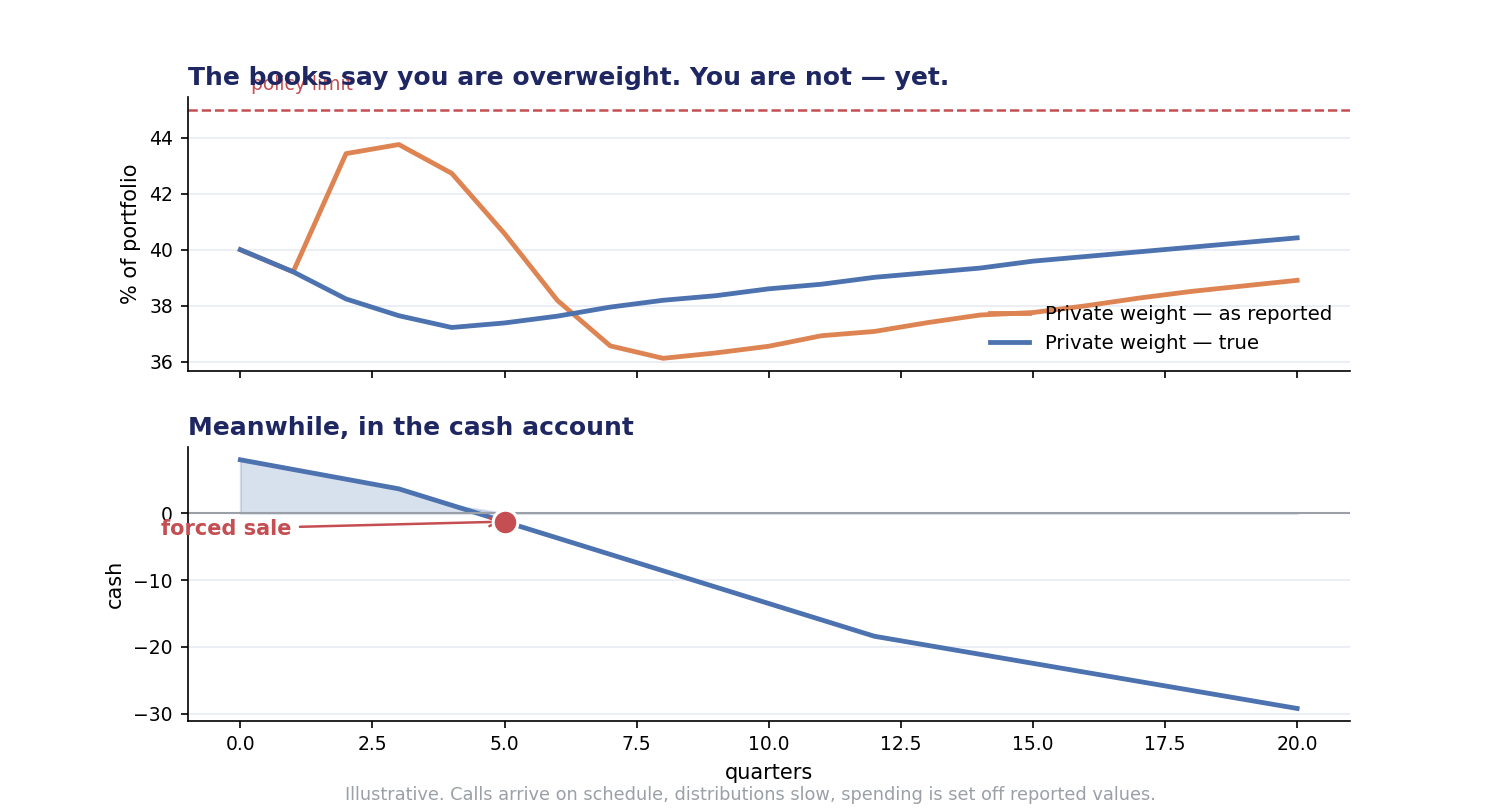 The books say you are overweight. You are not — yet.
policy limit
% of portfolio
44
42
40
38
36
Private weight — as reported
Private weight — true
Meanwhile, in the cash account
cash
0
−10
−20
−30
forced sale
0.0 2.5 5.0 7.5 10.0 12.5 15.0 17.5 20.0
quarters
Illustrative. Calls arrive on schedule, distributions slow, spending is set off reported values.